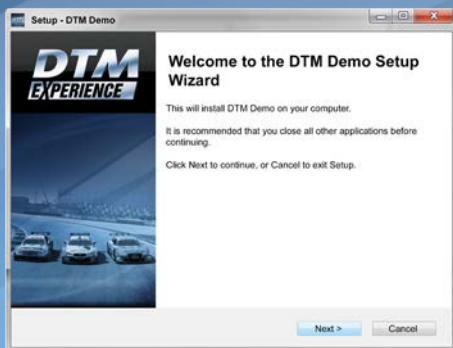 Setup - DTM Demo
DTM
EXPERIENCE
Welcome to the DTM Demo Setup
Wizard
This will install DTM Demo on your computer.
It is recommended that you close all other applications before
continuing.
Click Next to continue, or Cancel to exit Setup.
Next >
Cancel